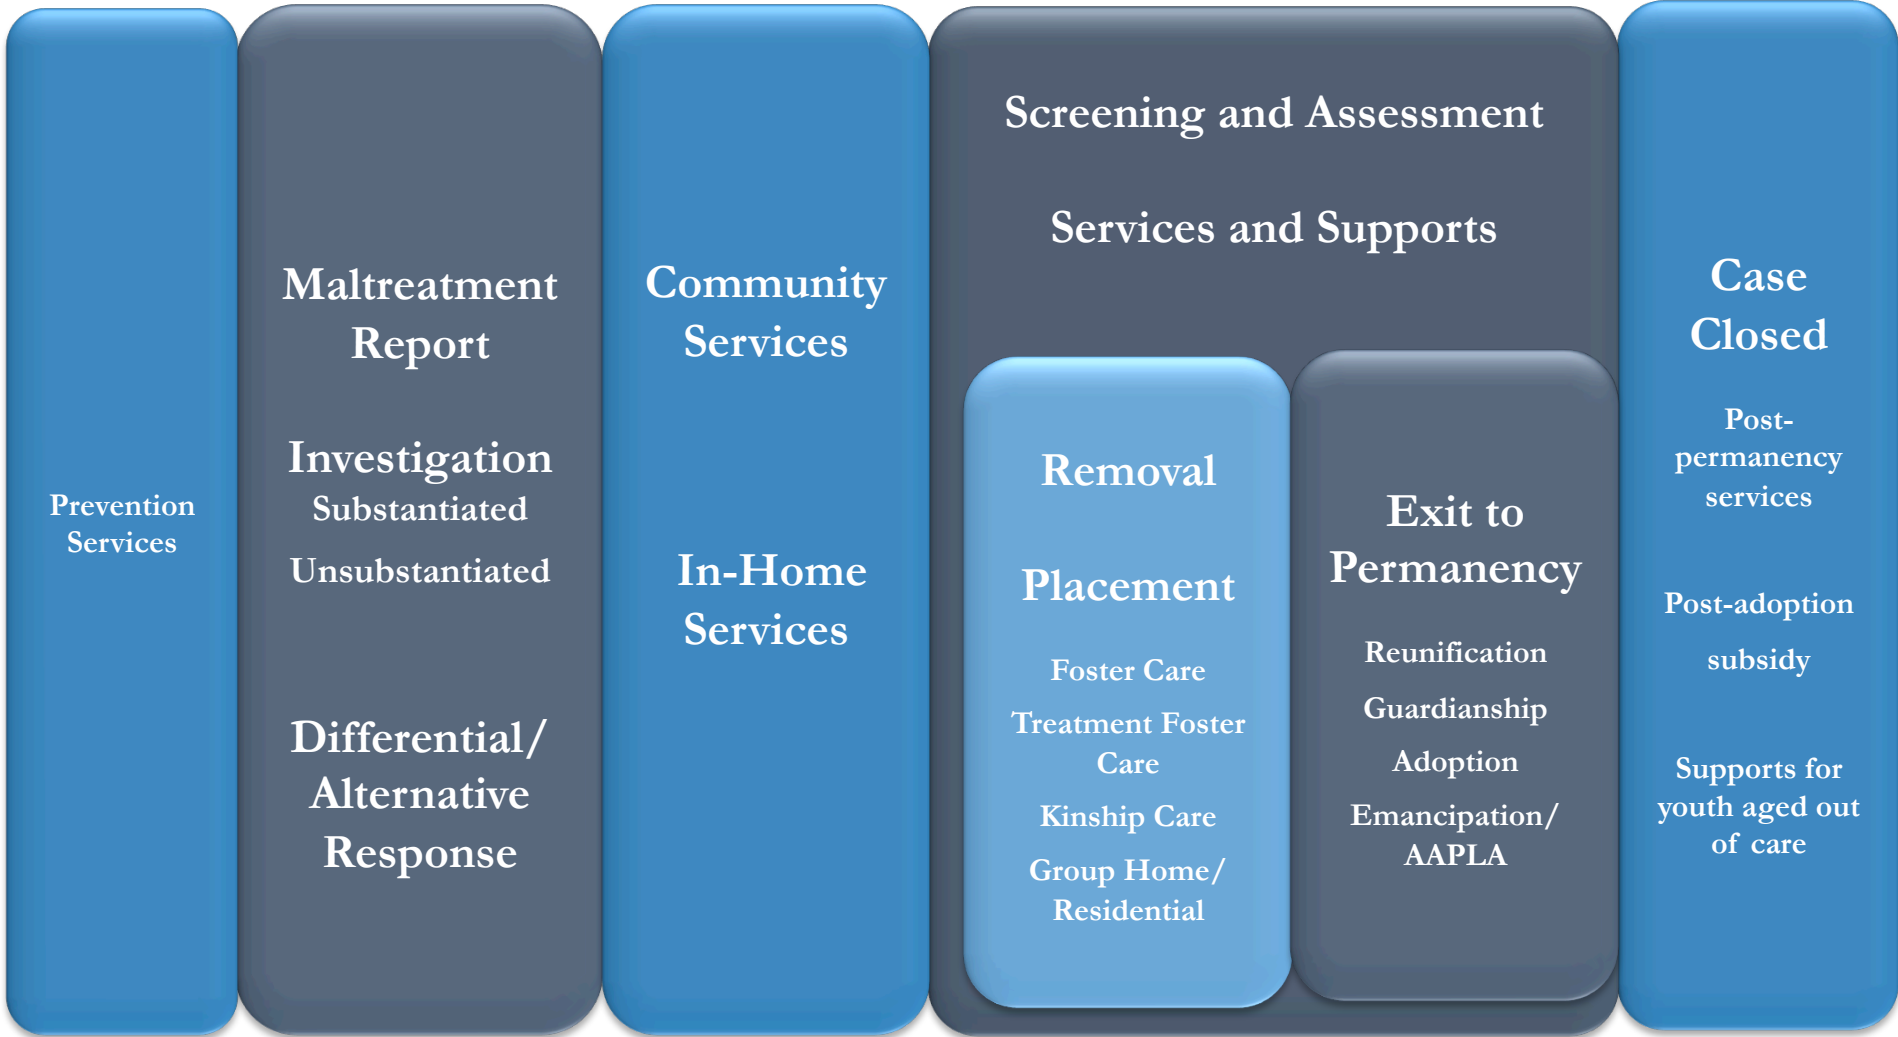 Prevention
Services
Maltreatment
Report
Investigation
Substantiated
Unsubstantiated
Differential/
Alternative
Response
Community
Services
In-Home
Services
Screening and Assessment
Services and Supports
Removal
Placement
Foster Care
Treatment Foster
Care
Kinship Care
Group Home/
Residential
Exit to
Permanency
Reunification
Guardianship
Adoption
Emancipation/
AAPLA
Case
Closed
Post-
permanency
services
Post-adoption
subsidy
Supports for
youth aged out
of care